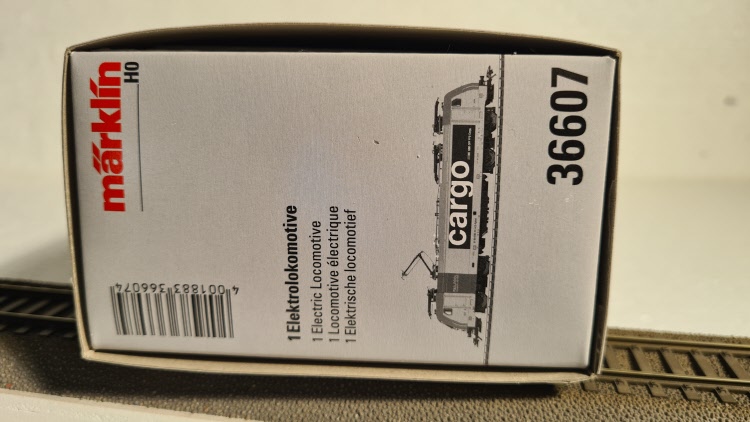 märklin
H0
36607
cargo
1 Elektrolokomotive
1 Electric Locomotive
1 Locomotive électrique
1 Elektrische locomotief
4 001883 366074